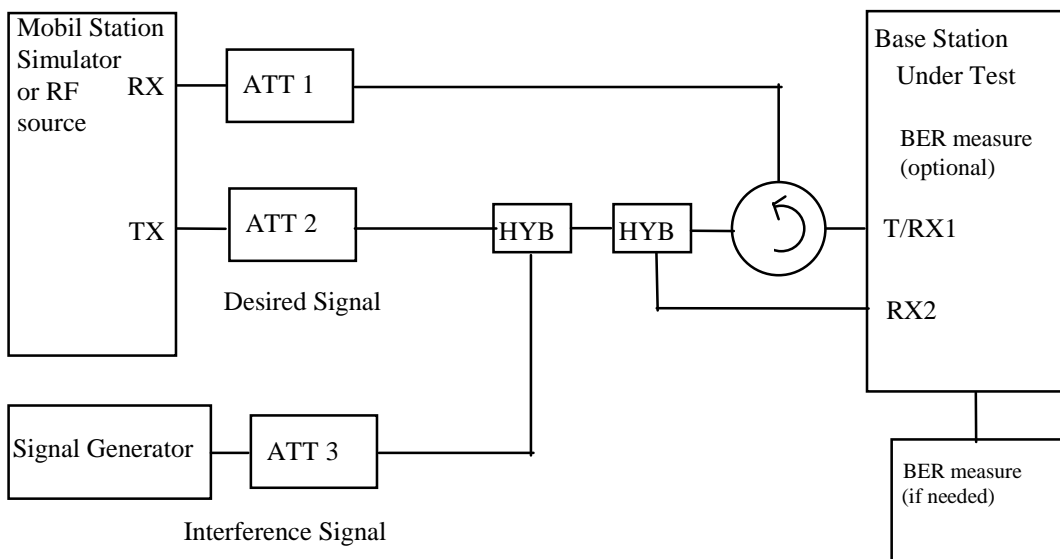 Mobil Station
Simulator
or RF
source
RX
ATT 1
TX
ATT 2
Desired Signal
HYB
HYB
Base Station
Under Test
BER measure
(optional)
T/RX1
RX2
Signal Generator
ATT 3
Interference Signal
BER measure
(if needed)